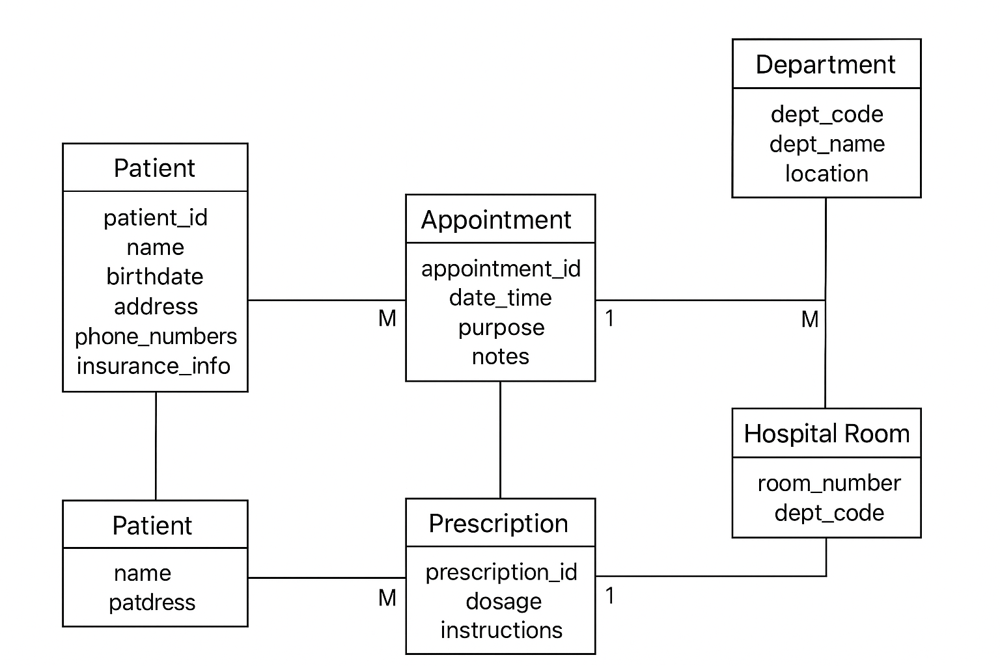 Department
dept_code
dept_name
location
Patient
patient_id
name
birthdate
address
phone_numbers
insurance_info
Appointment
appointment_id
date_time
purpose
notes
M
1
M
Hospital Room
room_number
dept_code
Patient
name
patdress
Prescription
prescription_id
dosage
instructions
M
1